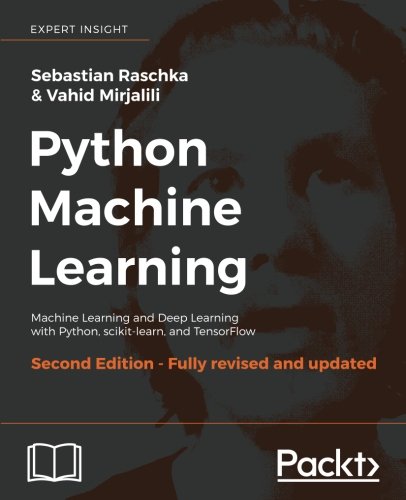 EXPERT INSIGHT
Sebastian Raschka
& Vahid Mirjalili
Python
Machine
Learning
Machine Learning and Deep Learning
with Python, scikit-learn, and TensorFlow
Second Edition - Fully revised and updated
Packt>